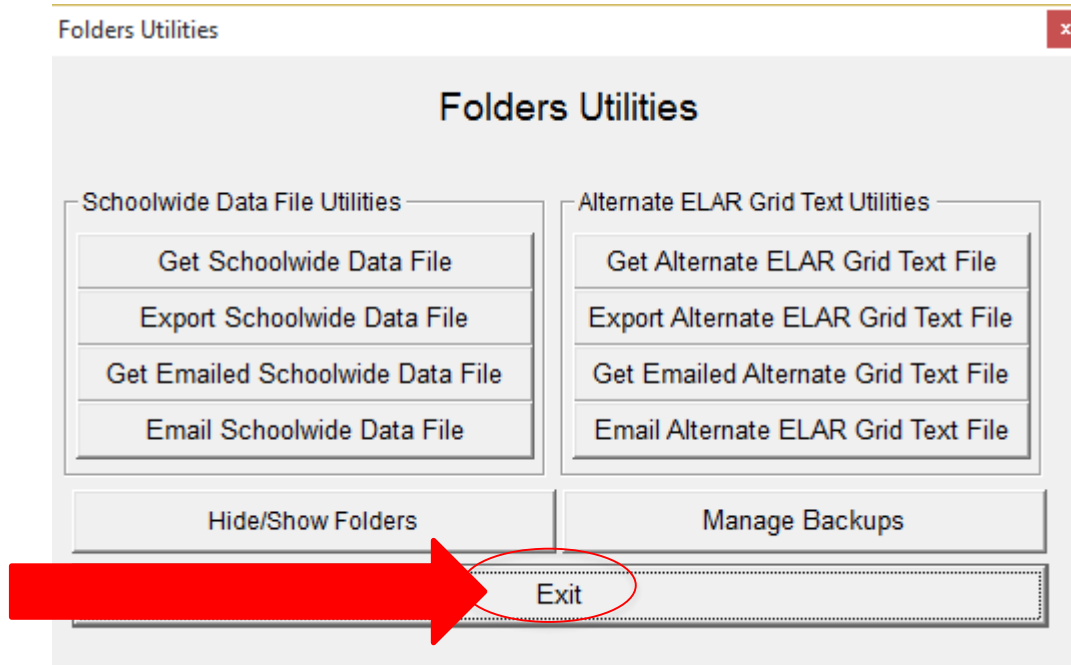 Folders Utilities
x
Folders Utilities
Schoolwide Data File Utilities
Get Schoolwide Data File
Export Schoolwide Data File
Get Emailed Schoolwide Data File
Email Schoolwide Data File
Alternate ELAR Grid Text Utilities
Get Alternate ELAR Grid Text File
Export Alternate ELAR Grid Text File
Get Emailed Alternate Grid Text File
Email Alternate ELAR Grid Text File
Hide/Show Folders
Manage Backups
Exit